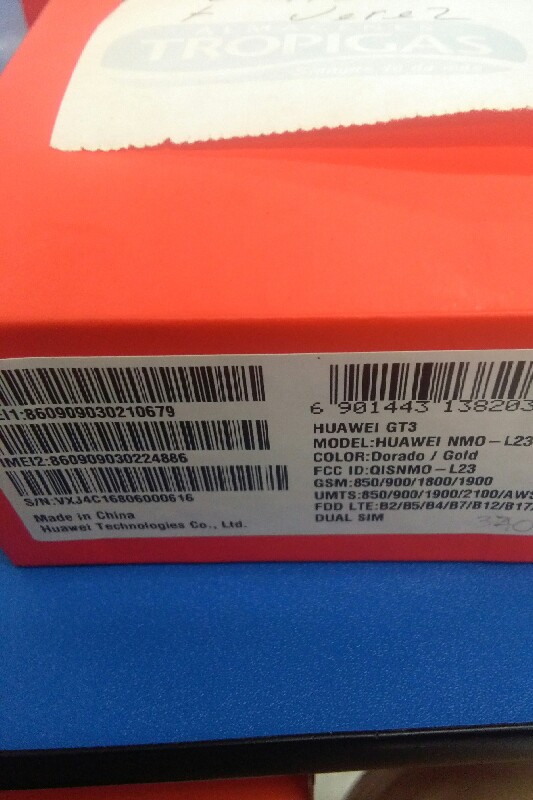 F Verez
TROPIGAS
EI1:860909030210679
IMEI2:860909030224886
S/N:VXJ4C16806000616
Made in China
Huawei Technologies Co., Ltd.
6 901443 138203
HUAWEI GT3
MODEL:HUAWEI NMO-L23
COLOR:Dorado / Gold
FCC ID:QISNMO-L23
GSM:850/900/1800/1900
UMTS:850/900/1900/2100/AWS
FDD LTE:B2/B5/B4/B7/B12/B17/
DUAL SIM